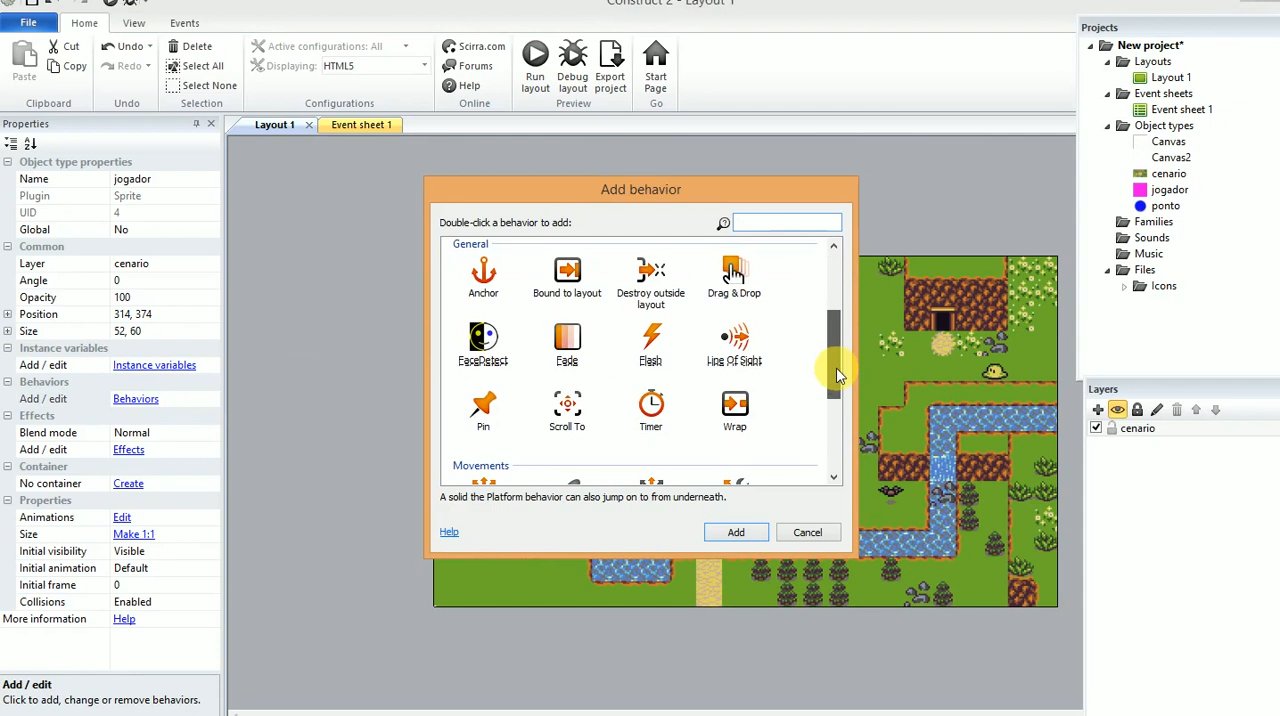 Construct 2 - Layout 1
File Home View Events
Paste Cut Copy
Undo Redo
Delete Select All Select None
Active configurations: All
Displaying: HTML5
Scirra.com Forums Help
Run layout Debug layout Export project
Start Page
Clipboard Undo Selection Configurations Online Preview Go
Properties
Object type properties
Name jogador
Plugin Sprite
UID 4
Global No
Common
Layer cenario
Angle 0
Opacity 100
Position 314, 374
Size 52, 60
Instance variables
Add / edit Instance variables
Behaviors
Add / edit Behaviors
Effects
Blend mode Normal
Add / edit Effects
Container
No container Create
Properties
Animations Edit
Size Make 1:1
Initial visibility Visible
Initial animation Default
Initial frame 0
Collisions Enabled
More information Help
Add / edit
Click to add, change or remove behaviors.
Layout 1 Event sheet 1
Add behavior
Double-click a behavior to add:
General
Anchor Bound to layout Destroy outside layout Drag & Drop
FaceDetect Fade Flash Line Of Sight
Pin Scroll To Timer Wrap
Movements
A solid the Platform behavior can also jump on to from underneath.
Help Add Cancel
Projects
New project*
Layouts
Layout 1
Event sheets
Event sheet 1
Object types
Canvas
Canvas2
cenario
jogador
ponto
Families
Sounds
Music
Files
Icons
Layers
cenario